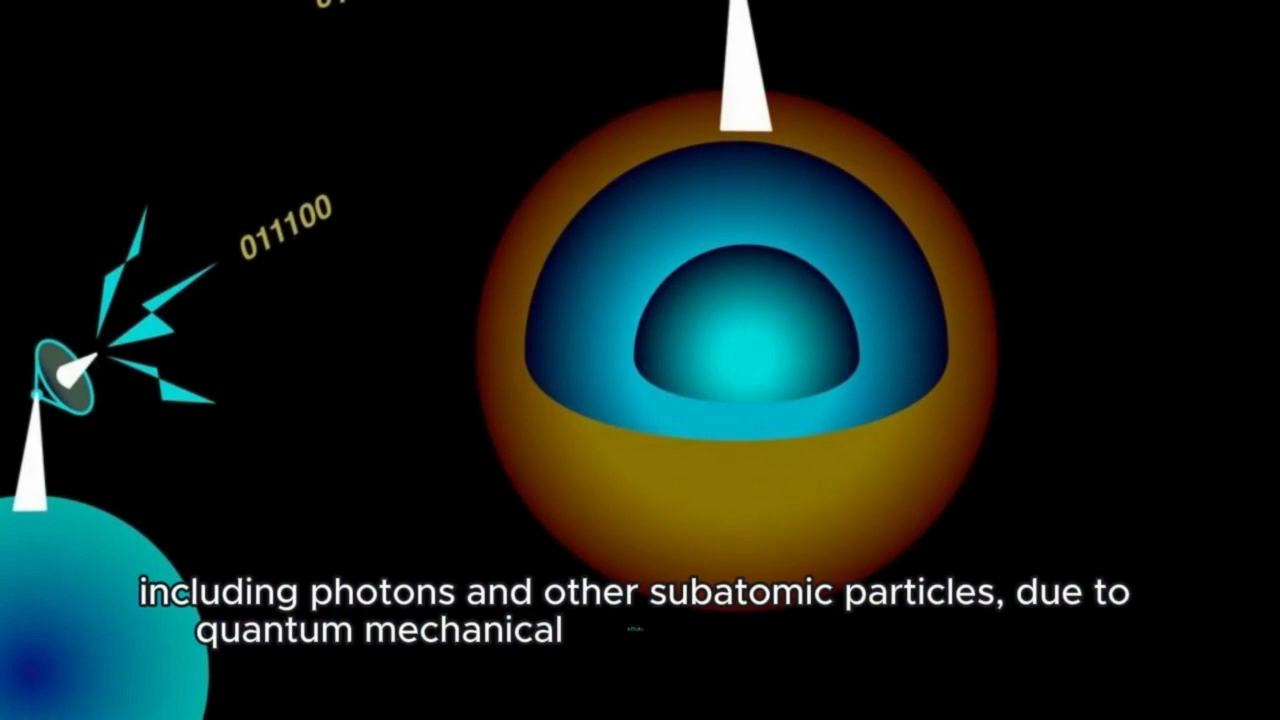 011100
including photons and other subatomic particles, due to
quantum mechanical